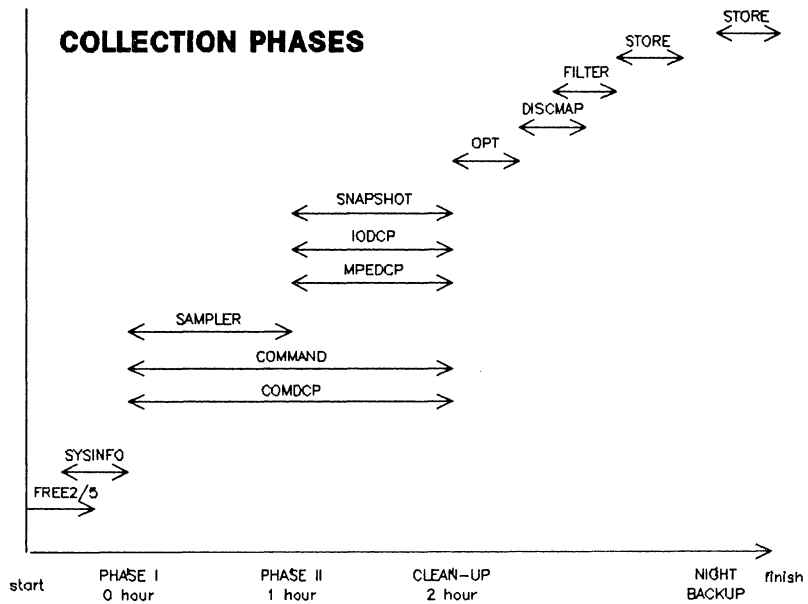 STORE
COLLECTION PHASES
STORE
FILTER
DISCMAP
OPT
SNAPSHOT
IODCP
MPEDCP
SAMPLER
COMMAND
COMDCP
SYSINFO
FREE2/5
start
PHASE I
0 hour
PHASE II
1 hour
CLEAN-UP
2 hour
NIGHT
BACKUP
finish